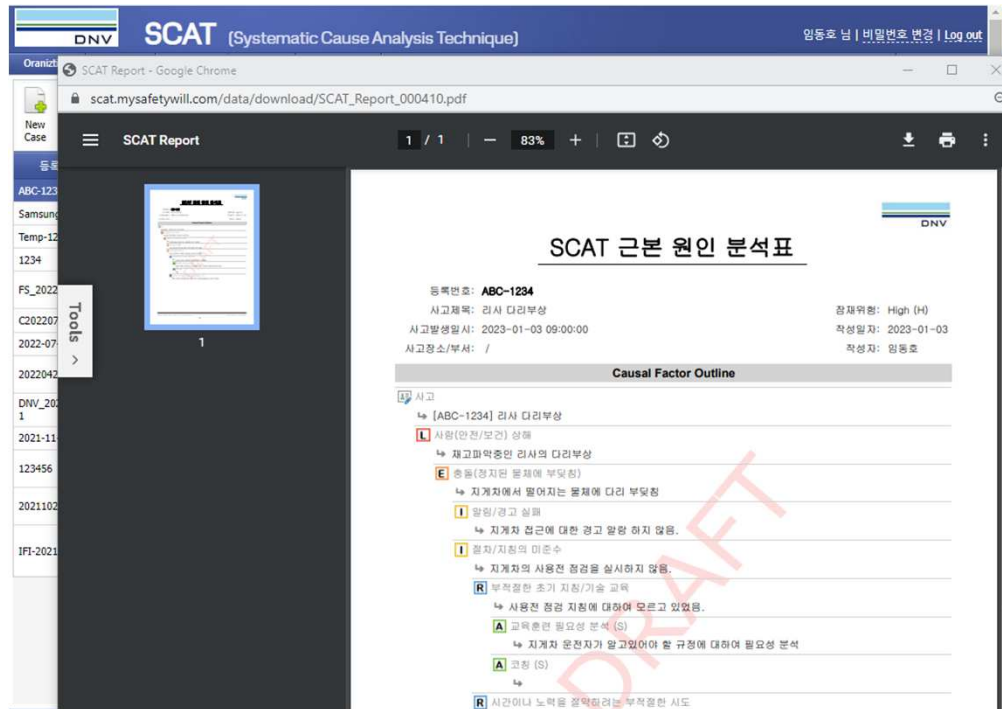 DNV
SCAT (Systematic Cause Analysis Technique)
임동호 님 | 비밀번호 변경 | Log out
Oranizt
SCAT Report - Google Chrome
scat.mysafetywill.com/data/download/SCAT_Report_000410.pdf
New
Case
SCAT Report
1 / 1
83%
등록
ABC-123
Samsung
Temp-12
1234
FS_2022
C202207
2022-07
2022042
DNV_202
1
2021-11
123456
2021102
IFI-2021
Tools
1
DNV
SCAT 근본 원인 분석표
등록번호: ABC-1234
사고제목: 리사 다리부상
잠재위험: High (H)
사고발생일시: 2023-01-03 09:00:00
작성일자: 2023-01-03
사고장소/부서: /
작성자: 임동호
Causal Factor Outline
사고
[ABC-1234] 리사 다리부상
L 사람(안전/보건) 상해
재고파악중인 리사의 다리부상
E 충돌(정지된 물체에 부딪침)
지게차에서 떨어지는 물체에 다리 부딪침
I 알림/경고 실패
지게차 접근에 대한 경고 알람 하지 않음.
I 절차/지침의 미준수
지게차의 사용전 점검을 실시하지 않음.
R 부적절한 초기 지침/기술 교육
사용전 점검 지침에 대하여 모르고 있었음.
A 교육훈련 필요성 분석 (S)
지게차 운전자가 알고있어야 할 규정에 대하여 필요성 분석
A 코칭 (S)
R 시간이나 노력을 절약하려는 부적절한 시도
DRAFT